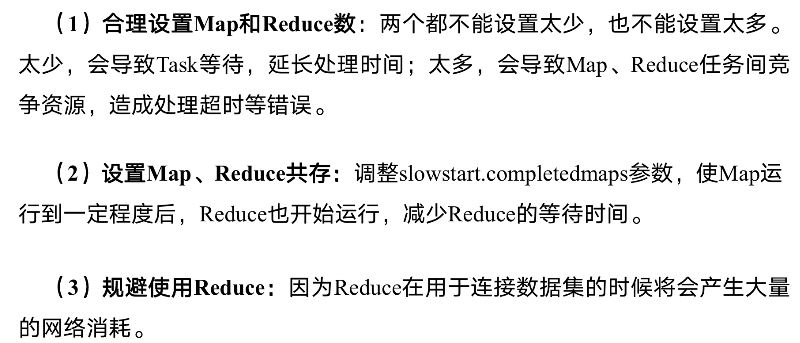 （1）合理设置Map和Reduce数：两个都不能设置太少，也不能设置太多。
太少，会导致Task等待，延长处理时间；太多，会导致Map、Reduce任务间竞
争资源，造成处理超时等错误。
（2）设置Map、Reduce共存：调整slowstart.completedmaps参数，使Map运
行到一定程度后，Reduce也开始运行，减少Reduce的等待时间。
（3）规避使用Reduce：因为Reduce在用于连接数据集的时候将会产生大量
的网络消耗。